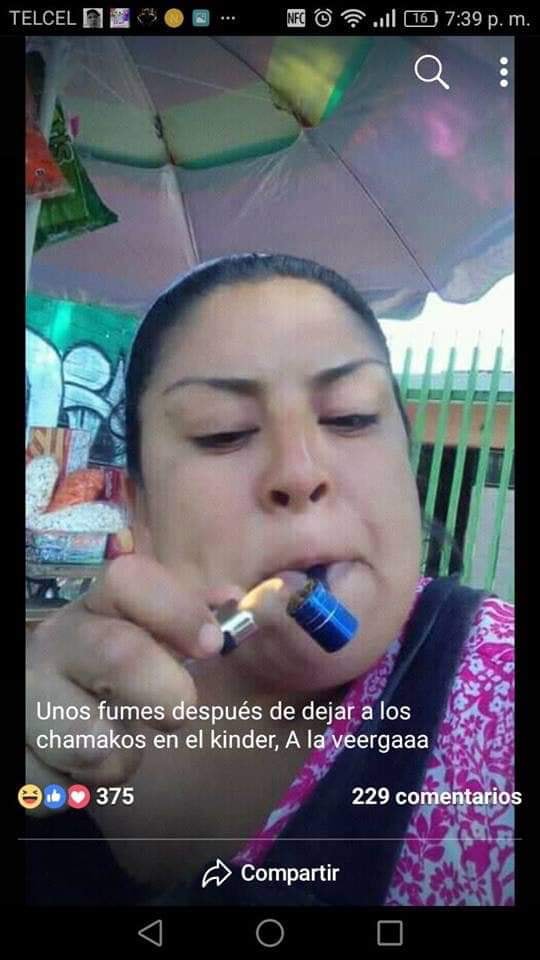 TELCEL ... NFC 16 7:39 p. m.
Unos fumes después de dejar a los
chamakos en el kinder, A la veergaaa
375 229 comentarios
Compartir